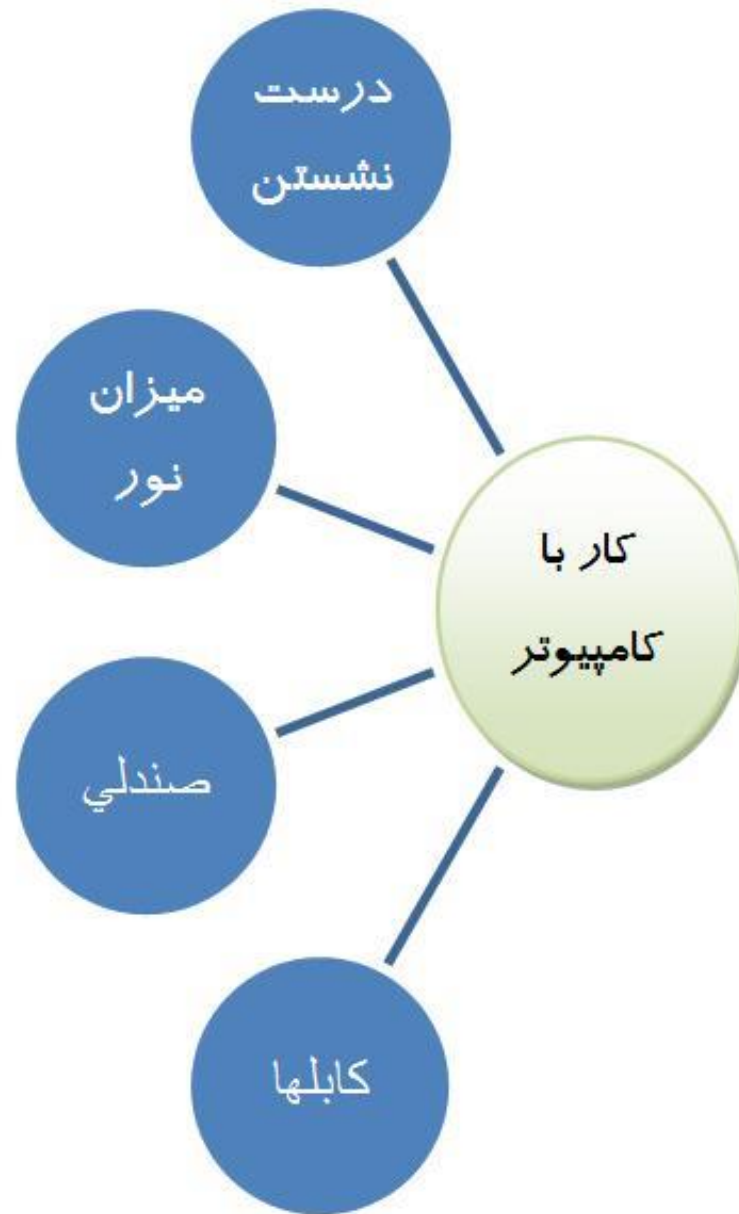 درست
نشستن
میزان
نور
کار با
کامپیوتر
صندلي
کابلها